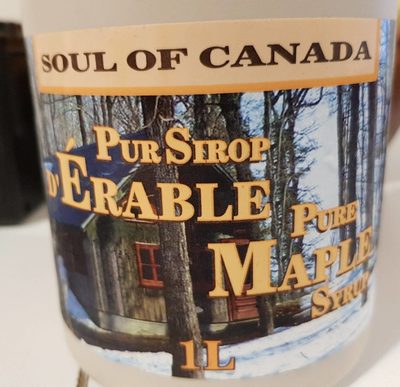 SOUL OF CANADA
PUR SIROP
D'ÉRABLE
PURE
MAPLE
SYRUP
1L